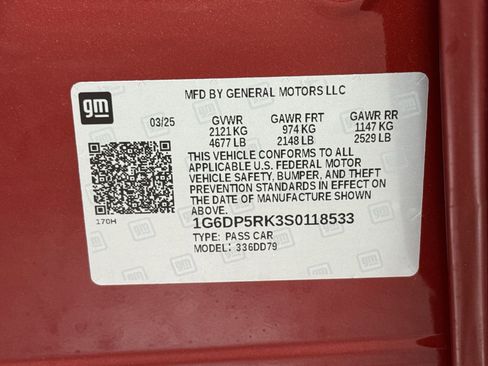 gm
MFD BY GENERAL MOTORS LLC
03/25 GVWR GAWR FRT GAWR RR
2121 KG 974 KG 1147 KG
4677 LB 2148 LB 2529 LB
THIS VEHICLE CONFORMS TO ALL
APPLICABLE U.S. FEDERAL MOTOR
VEHICLE SAFETY, BUMPER, AND THEFT
PREVENTION STANDARDS IN EFFECT ON
THE DATE OF MANUFACTURE SHOWN
ABOVE.
170H
1G6DP5RK3S0118533
TYPE: PASS CAR
MODEL: 336DD79